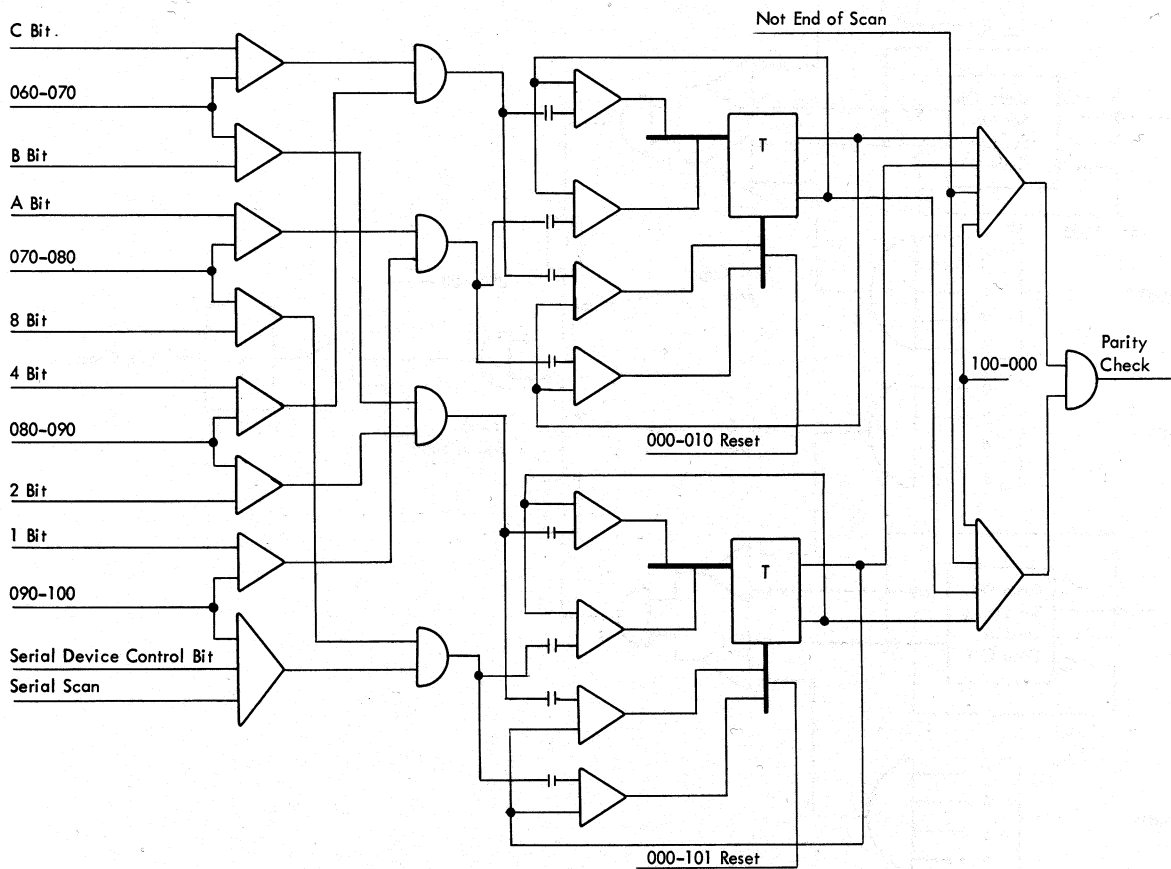 C Bit.
Not End of Scan
060-070
B Bit
T
A Bit
070-080
8 Bit
4 Bit
100-000
Parity
Check
080-090
000-010 Reset
2 Bit
1 Bit
T
090-100
Serial Device Control Bit
Serial Scan
000-101 Reset